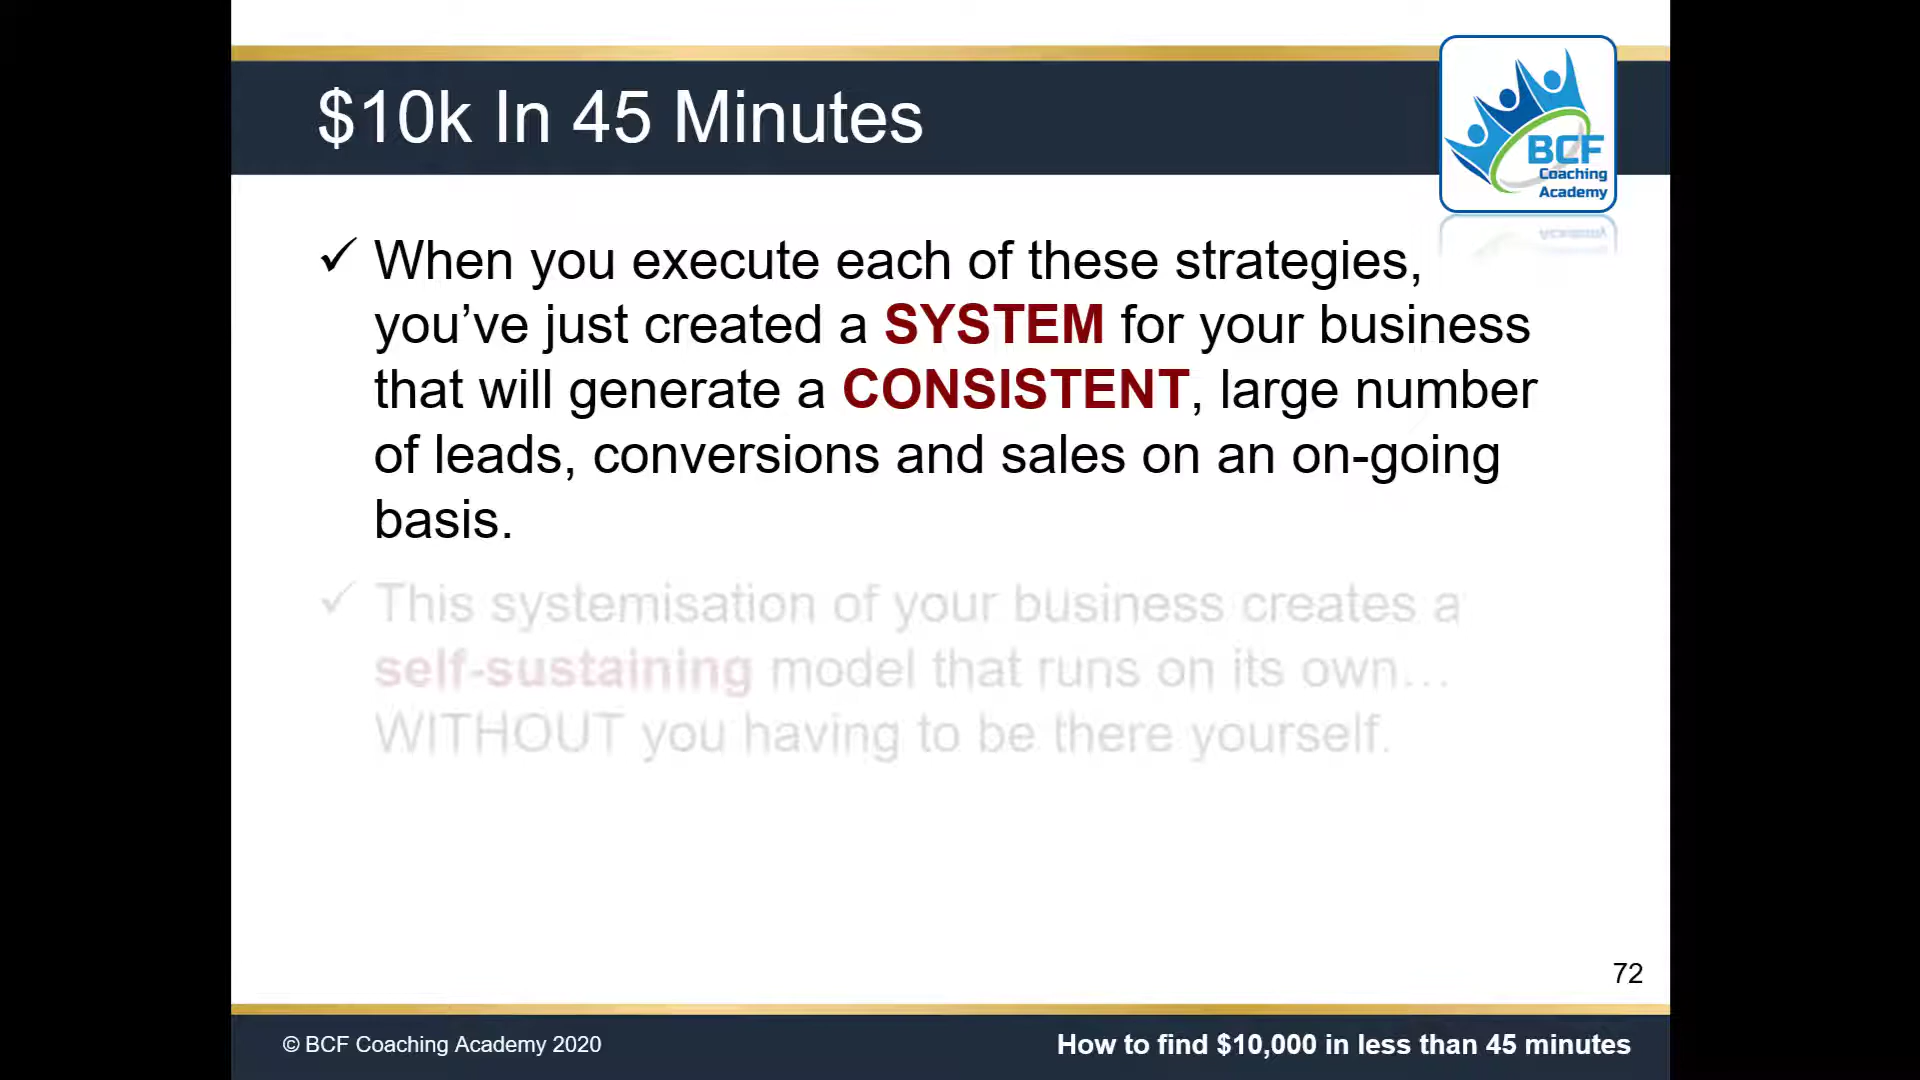 $10k In 45 Minutes
BCF
Coaching
Academy
✓ When you execute each of these strategies,
you’ve just created a SYSTEM for your business
that will generate a CONSISTENT, large number
of leads, conversions and sales on an on-going
basis.
✓ This systemisation of your business creates a
self-sustaining model that runs on its own…
WITHOUT you having to be there yourself.
72
© BCF Coaching Academy 2020
How to find $10,000 in less than 45 minutes